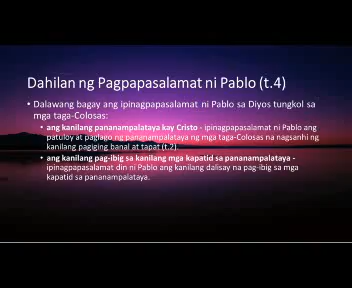 Dahilan ng Pagpapasalamat ni Pablo (t.4)
• Dalawang bagay ang ipinagpapasalamat ni Pablo sa Diyos tungkol sa
mga taga-Colosas:
• ang kanilang pananampalataya kay Cristo - ipinagpapasalamat ni Pablo ang
patuloy at paglago ng pananampalataya ng mga taga-Colosas na nagsanhi ng
kanilang pagiging banal at tapat (t.2).
• ang kanilang pag-ibig sa kanilang mga kapatid sa pananampalataya -
ipinagpapasalamat din ni Pablo ang kanilang dalisay na pag-ibig sa mga
kapatid sa pananampalataya.